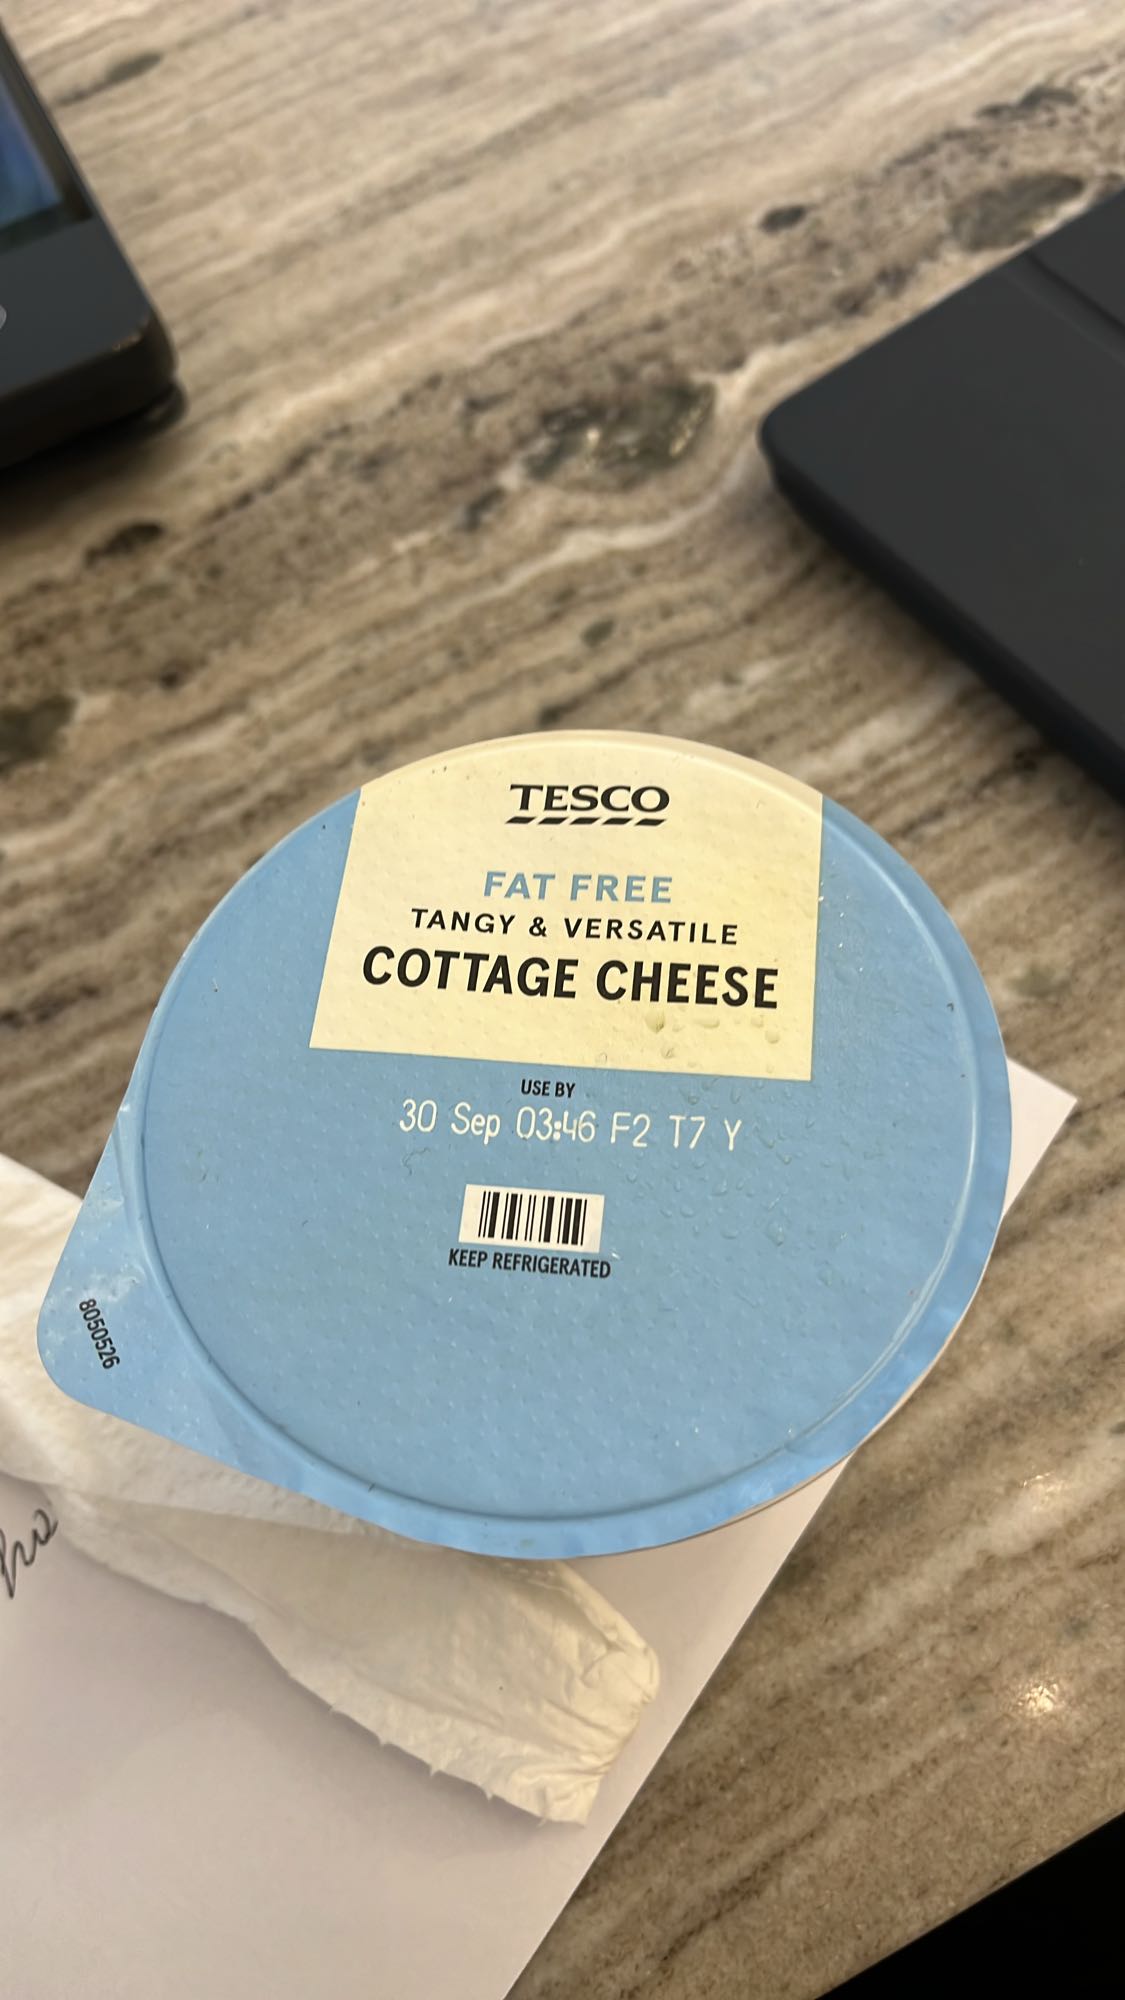 TESCO
FAT FREE
TANGY & VERSATILE
COTTAGE CHEESE
USE BY
30 Sep 03:46 F2 T7 Y
KEEP REFRIGERATED
8050526